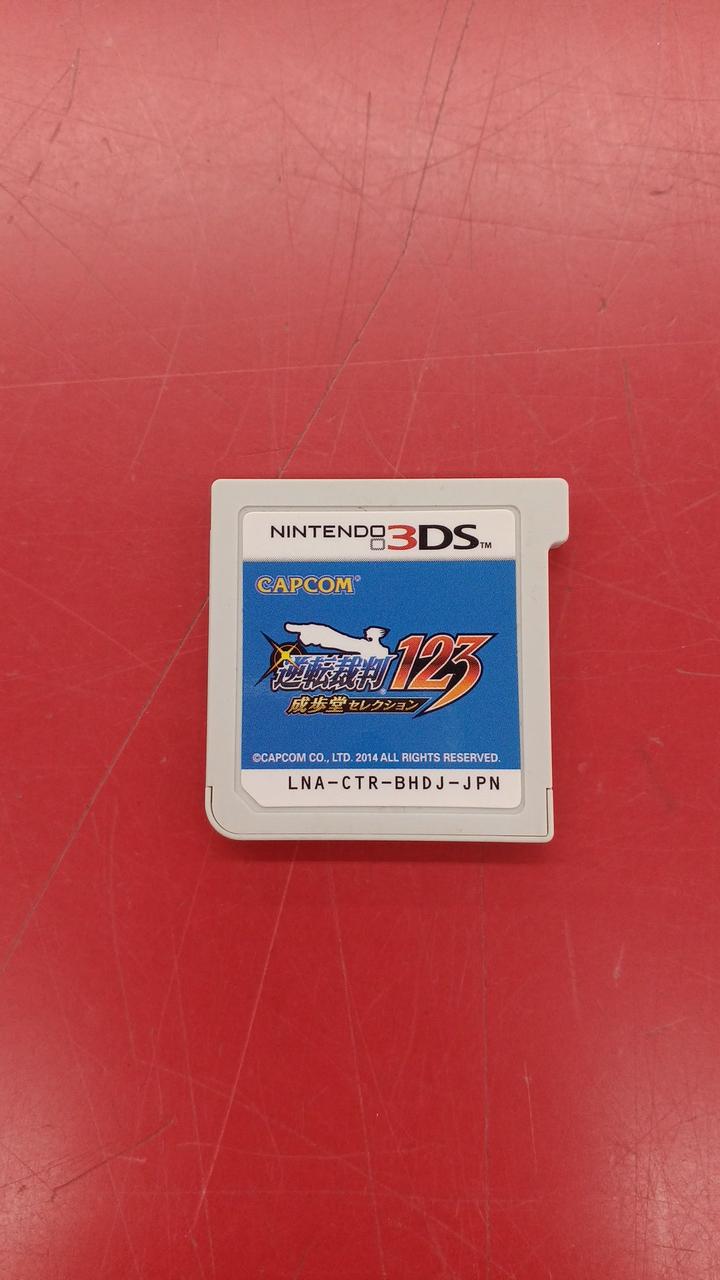 NINTENDO 3DS™
CAPCOM®
逆転裁判123
成歩堂セレクション
©CAPCOM CO., LTD. 2014 ALL RIGHTS RESERVED.
LNA-CTR-BHDJ-JPN